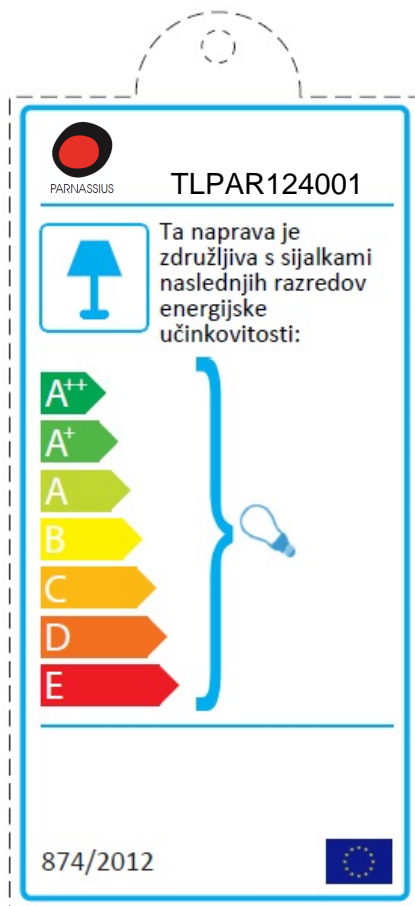 PARNASSIUS
TLPAR124001
Ta naprava je
združljiva s sijalkami
naslednjih razredov
energijske
učinkovitosti:
A++
A+
A
B
C
D
E
874/2012